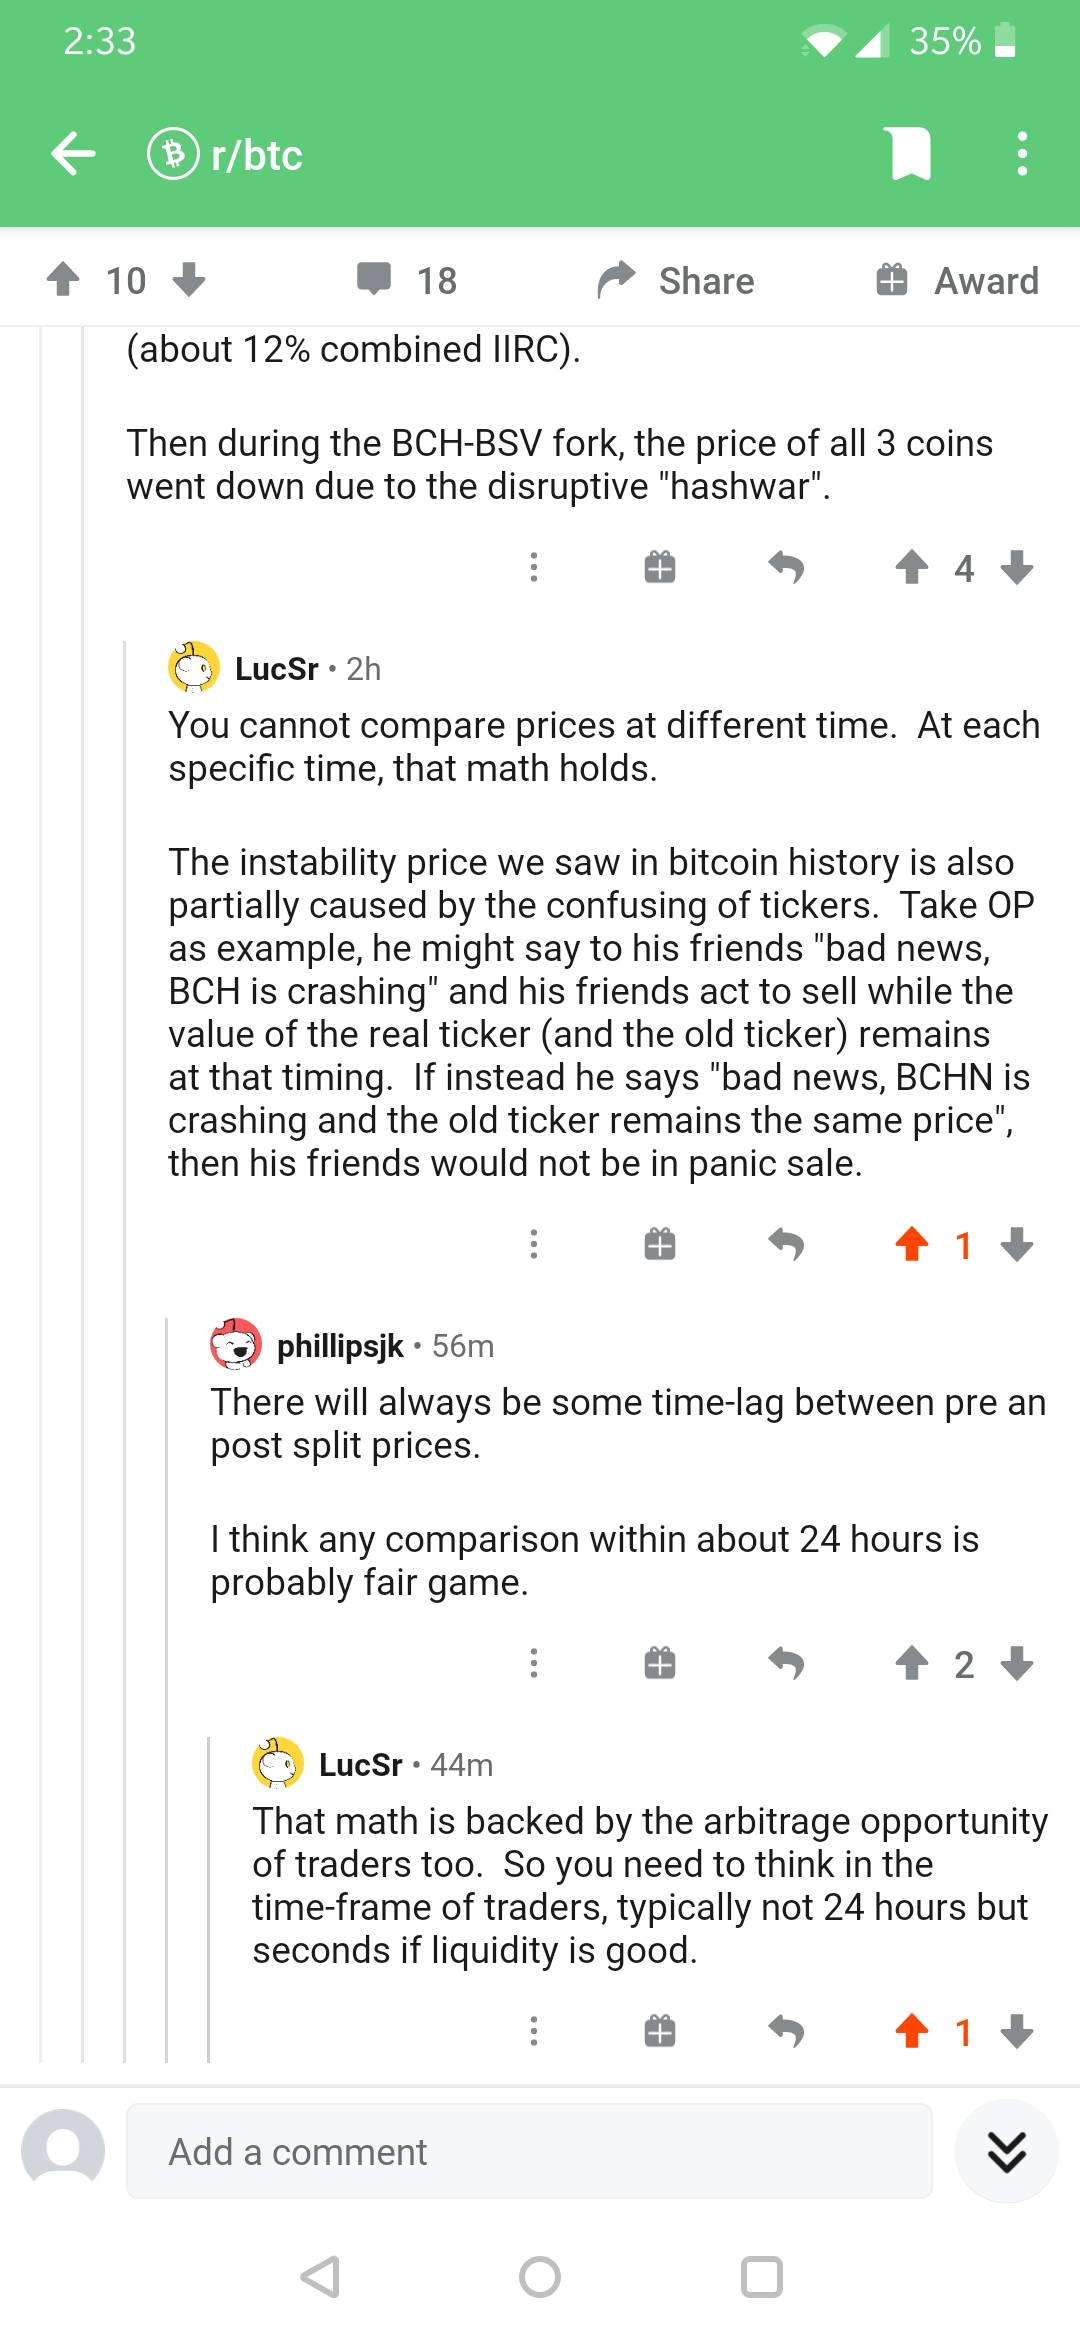 2:33
35%
r/btc
10
18
Share
Award
(about 12% combined IIRC).
Then during the BCH-BSV fork, the price of all 3 coins
went down due to the disruptive "hashwar".
4
LucSr • 2h
You cannot compare prices at different time.  At each
specific time, that math holds.
The instability price we saw in bitcoin history is also
partially caused by the confusing of tickers.  Take OP
as example, he might say to his friends "bad news,
BCH is crashing" and his friends act to sell while the
value of the real ticker (and the old ticker) remains
at that timing.  If instead he says "bad news, BCHN is
crashing and the old ticker remains the same price",
then his friends would not be in panic sale.
1
phillipsjk • 56m
There will always be some time-lag between pre an
post split prices.
I think any comparison within about 24 hours is
probably fair game.
2
LucSr • 44m
That math is backed by the arbitrage opportunity
of traders too.  So you need to think in the
time-frame of traders, typically not 24 hours but
seconds if liquidity is good.
1
Add a comment